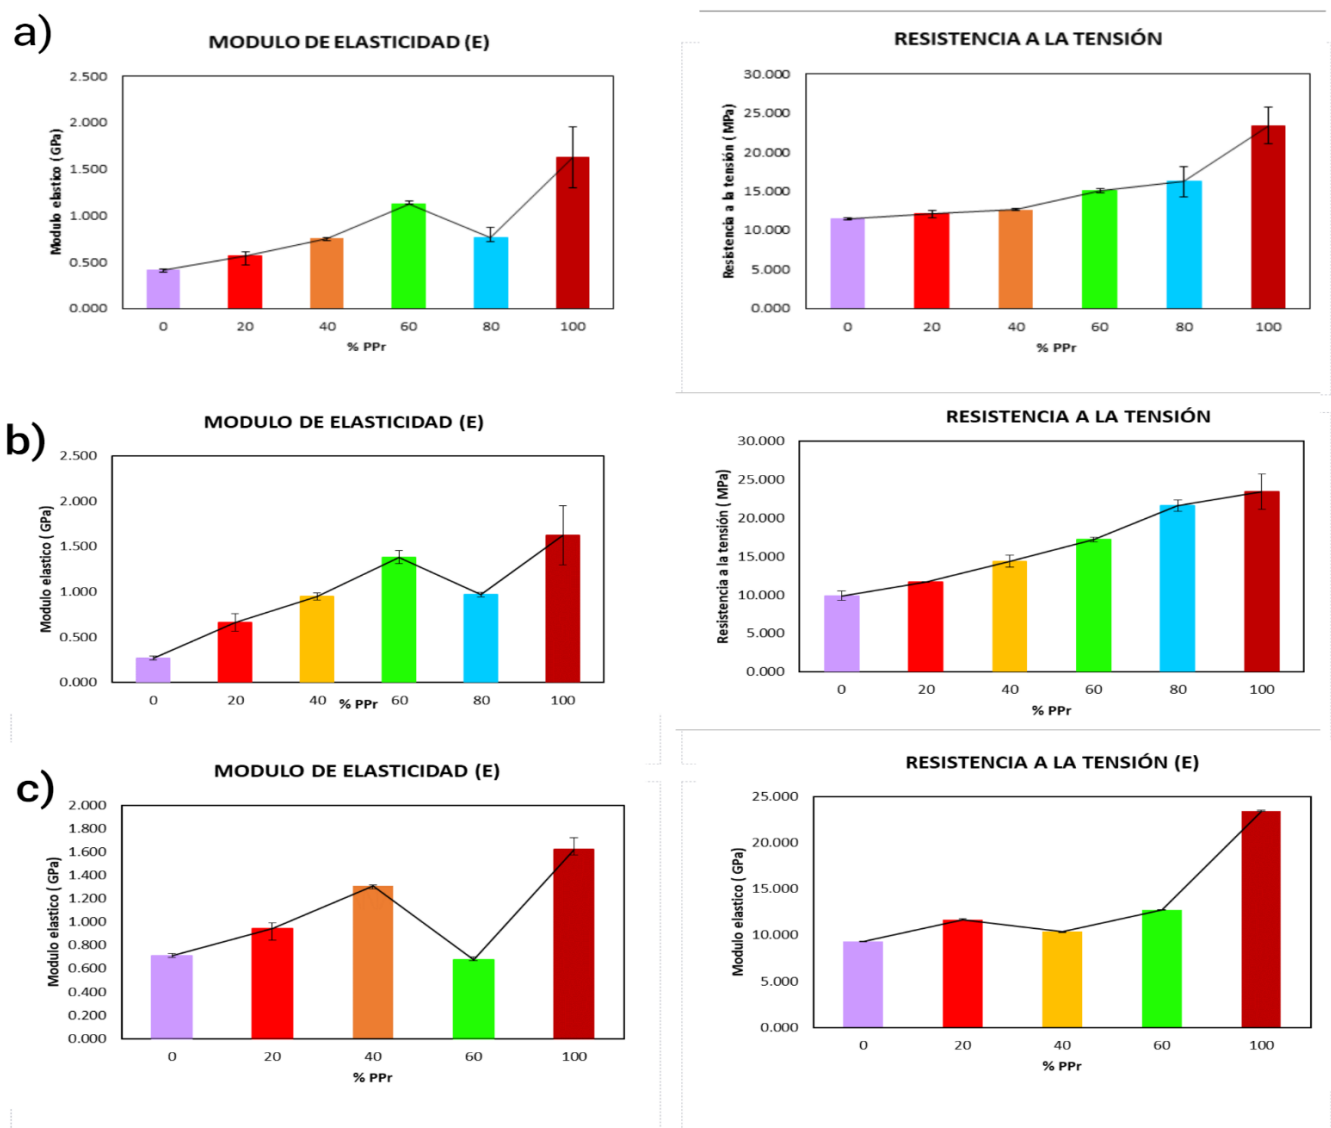 a)
MODULO DE ELASTICIDAD (E)
2.500
2.000
1.500
1.000
0.500
0.000
Modulo elastico ( GPa)
0 20 40 60 80 100
% PPr
RESISTENCIA A LA TENSIÓN
30.000
25.000
20.000
15.000
10.000
5.000
0.000
Resistencia a la tensión ( MPa)
0 20 40 60 80 100
% PPr
b)
MODULO DE ELASTICIDAD (E)
2.500
2.000
1.500
1.000
0.500
0.000
Modulo elastico ( GPa)
0 20 40 60 80 100
% PPr
RESISTENCIA A LA TENSIÓN
30.000
25.000
20.000
15.000
10.000
5.000
0.000
Resistencia a la tensión ( MPa)
0 20 40 60 80 100
% PPr
c)
MODULO DE ELASTICIDAD (E)
2.000
1.800
1.600
1.400
1.200
1.000
0.800
0.600
0.400
0.200
0.000
Modulo elastico ( GPa)
0 20 40 60 100
% PPr
RESISTENCIA A LA TENSIÓN (E)
25.000
20.000
15.000
10.000
5.000
0.000
Modulo elastico ( GPa)
0 20 40 60 100
% PPr